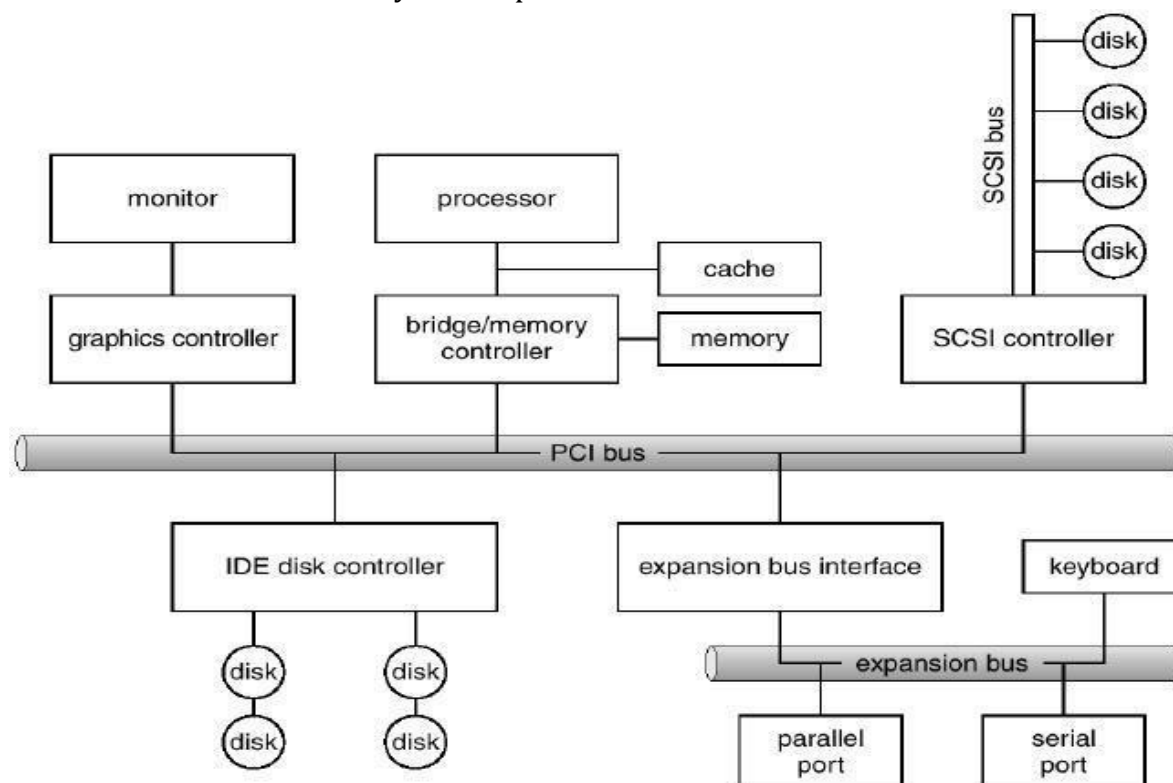 disk
disk
SCSI bus
disk
disk
monitor
processor
cache
graphics controller
bridge/memory
controller
memory
SCSI controller
PCI bus
IDE disk controller
expansion bus interface
keyboard
disk
disk
expansion bus
disk
disk
parallel
port
serial
port